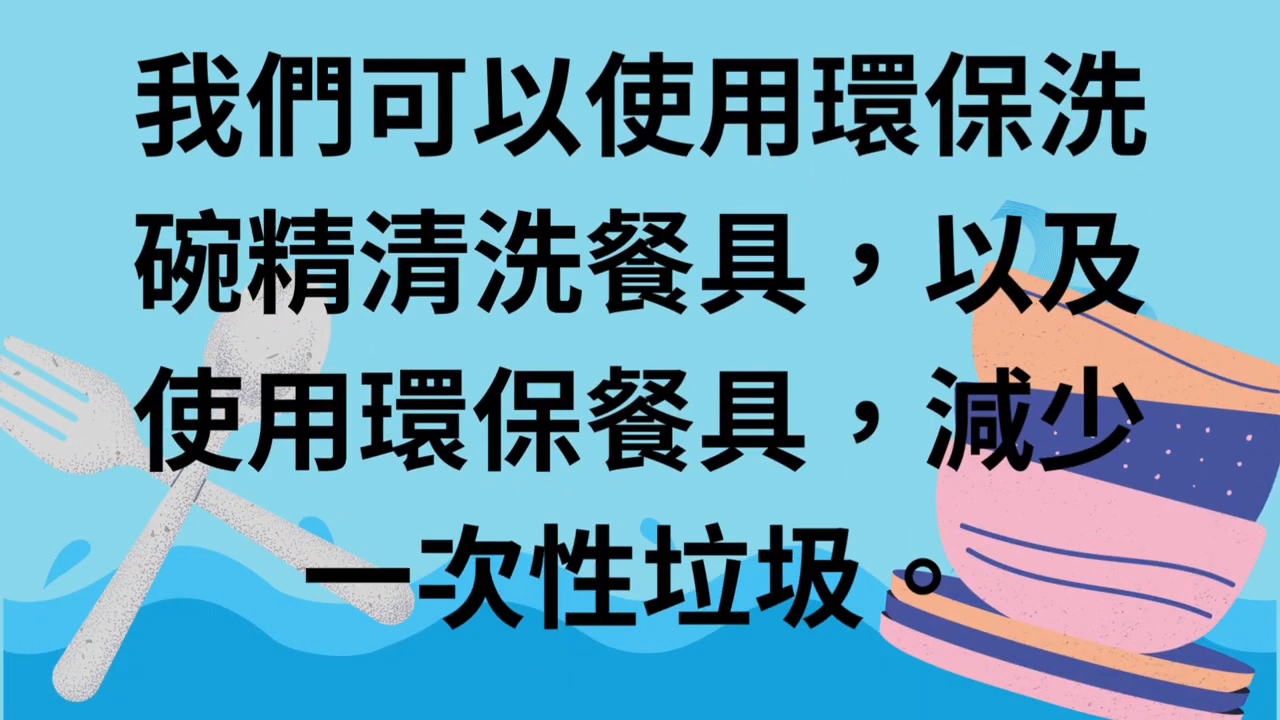 我們可以使用環保洗
碗精清洗餐具，以及
使用環保餐具，減少
一次性垃圾。